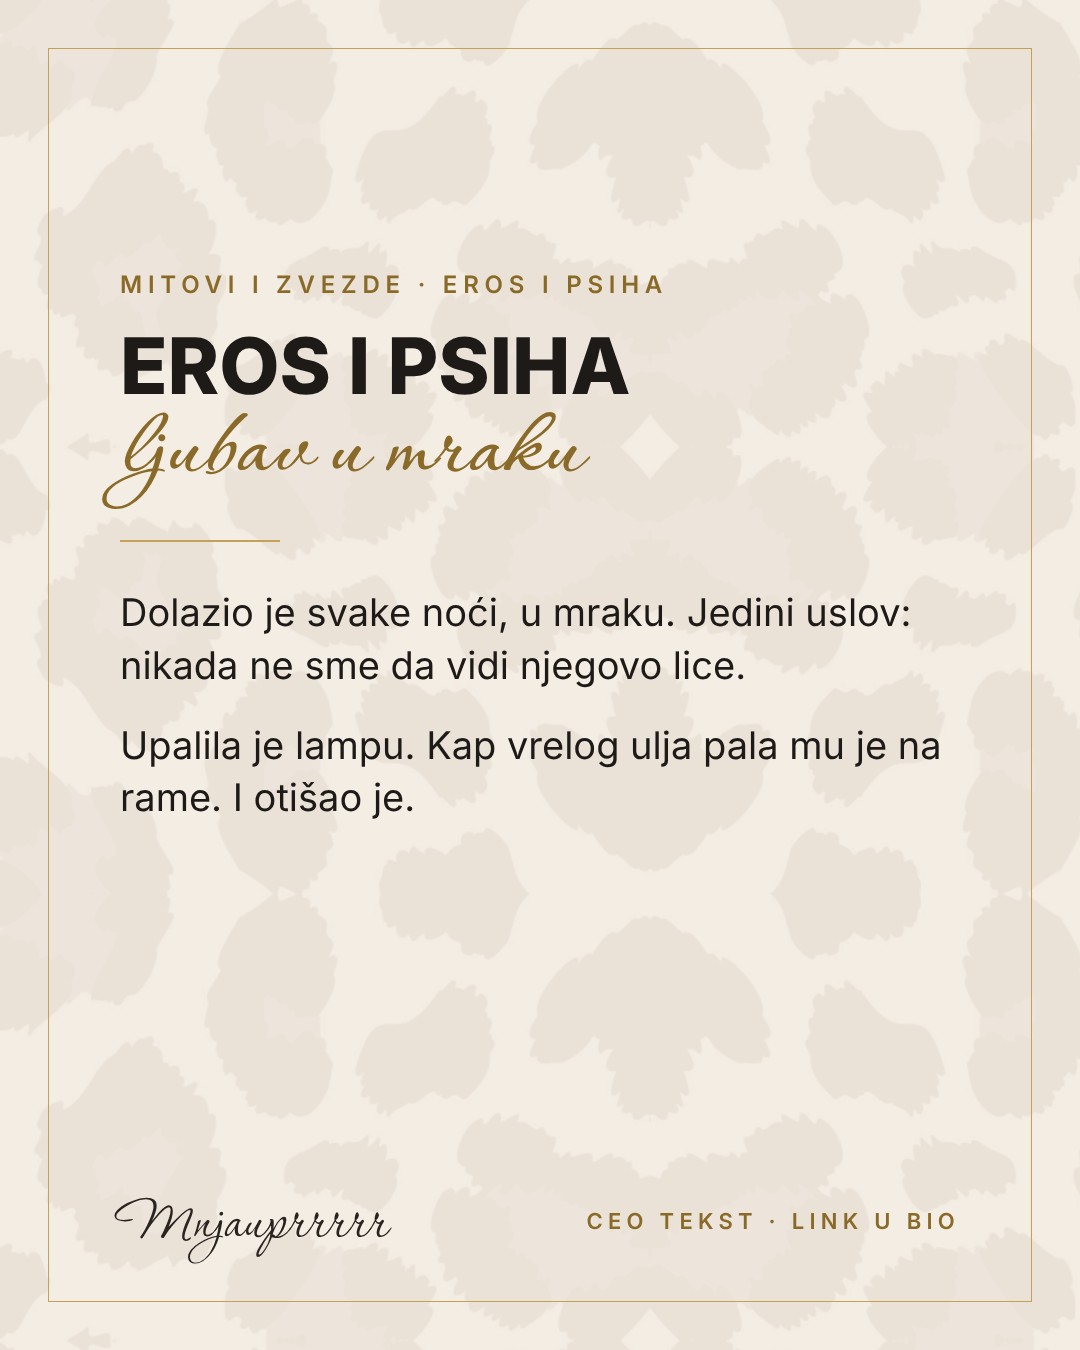 MITOVI I ZVEZDE · EROS I PSIHA
EROS I PSIHA
ljubav u mraku
Dolazio je svake noći, u mraku. Jedini uslov:
nikada ne sme da vidi njegovo lice.
Upalila je lampu. Kap vrelog ulja pala mu je na
rame. I otišao je.
Mnjauprrrrr
CEO TEKST · LINK U BIO